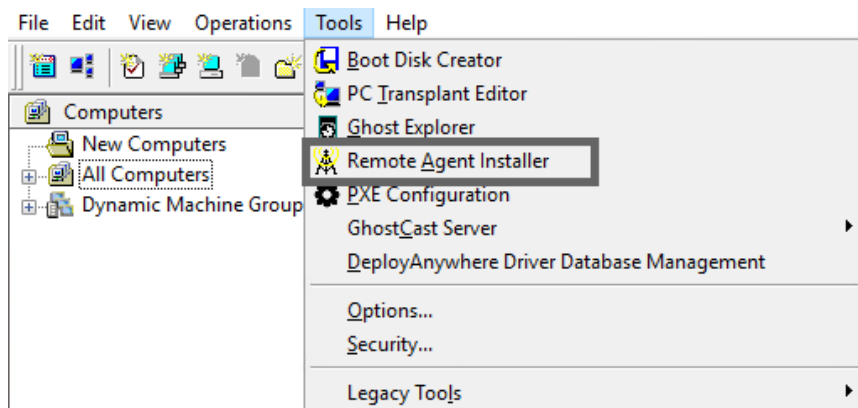 File Edit View Operations Tools Help
Boot Disk Creator
PC Transplant Editor
Ghost Explorer
Remote Agent Installer
PXE Configuration
GhostCast Server
DeployAnywhere Driver Database Management
Options...
Security...
Legacy Tools
Computers
New Computers
All Computers
Dynamic Machine Group